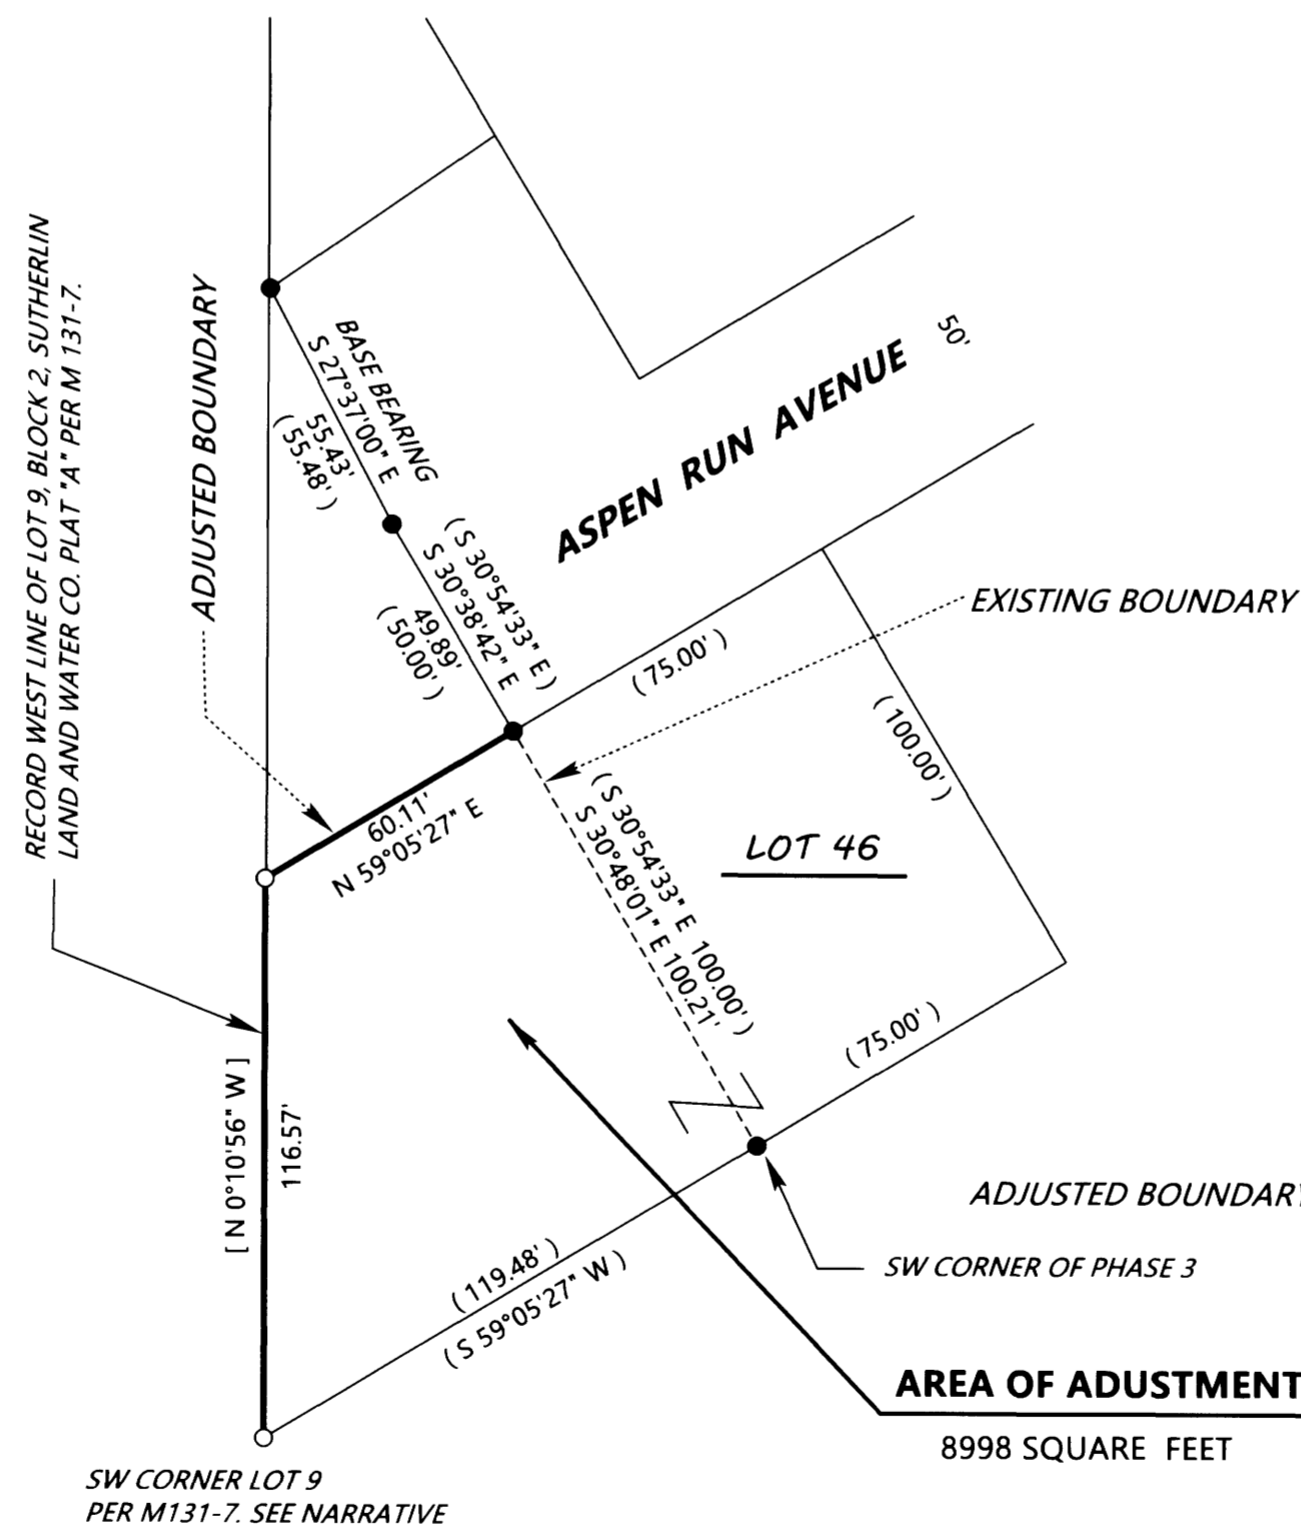 RECORD WEST LINE OF LOT 9, BLOCK 2, SUTHERLIN
LAND AND WATER CO. PLAT "A" PER M 131-7.
ADJUSTED BOUNDARY
BASE BEARING
S 27°37'00" E
55.43'
( 55.48' )
( S 30°54'33" E )
S 30°38'42" E
49.89'
( 50.00' )
ASPEN RUN AVENUE
50'
EXISTING BOUNDARY
( 75.00' )
( 100.00' )
60.11'
N 59°05'27" E
( S 30°54'33" E 100.00' )
S 30°48'01" E 100.21'
LOT 46
( 75.00' )
[ N 0°10'56" W ]
116.57'
ADJUSTED BOUNDARY
SW CORNER OF PHASE 3
( 119.48' )
( S 59°05'27" W )
AREA OF ADUSTMENT
8998 SQUARE FEET
SW CORNER LOT 9
PER M131-7. SEE NARRATIVE